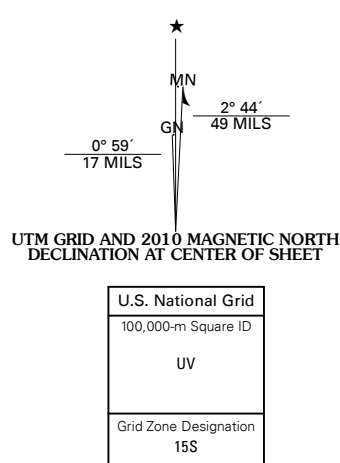 ★
MN
2° 44´
49 MILS
GN
0° 59´
17 MILS
UTM GRID AND 2010 MAGNETIC NORTH
DECLINATION AT CENTER OF SHEET
U.S. National Grid
100,000-m Square ID
UV
Grid Zone Designation
15S